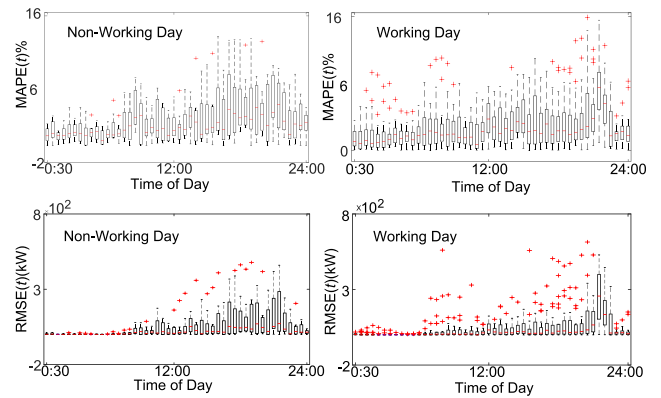 16
Non-Working Day
MAPE(t)%
6
-2
0:30
12:00
24:00
Time of Day
16
Working Day
MAPE(t)%
6
0
0:30
12:00
24:00
Time of Day
8
×10²
Non-Working Day
RMSE(t)(kW)
3
-2
0:30
12:00
24:00
Time of Day
8
×10²
Working Day
RMSE(t)(kW)
3
-2
0:30
12:00
24:00
Time of Day